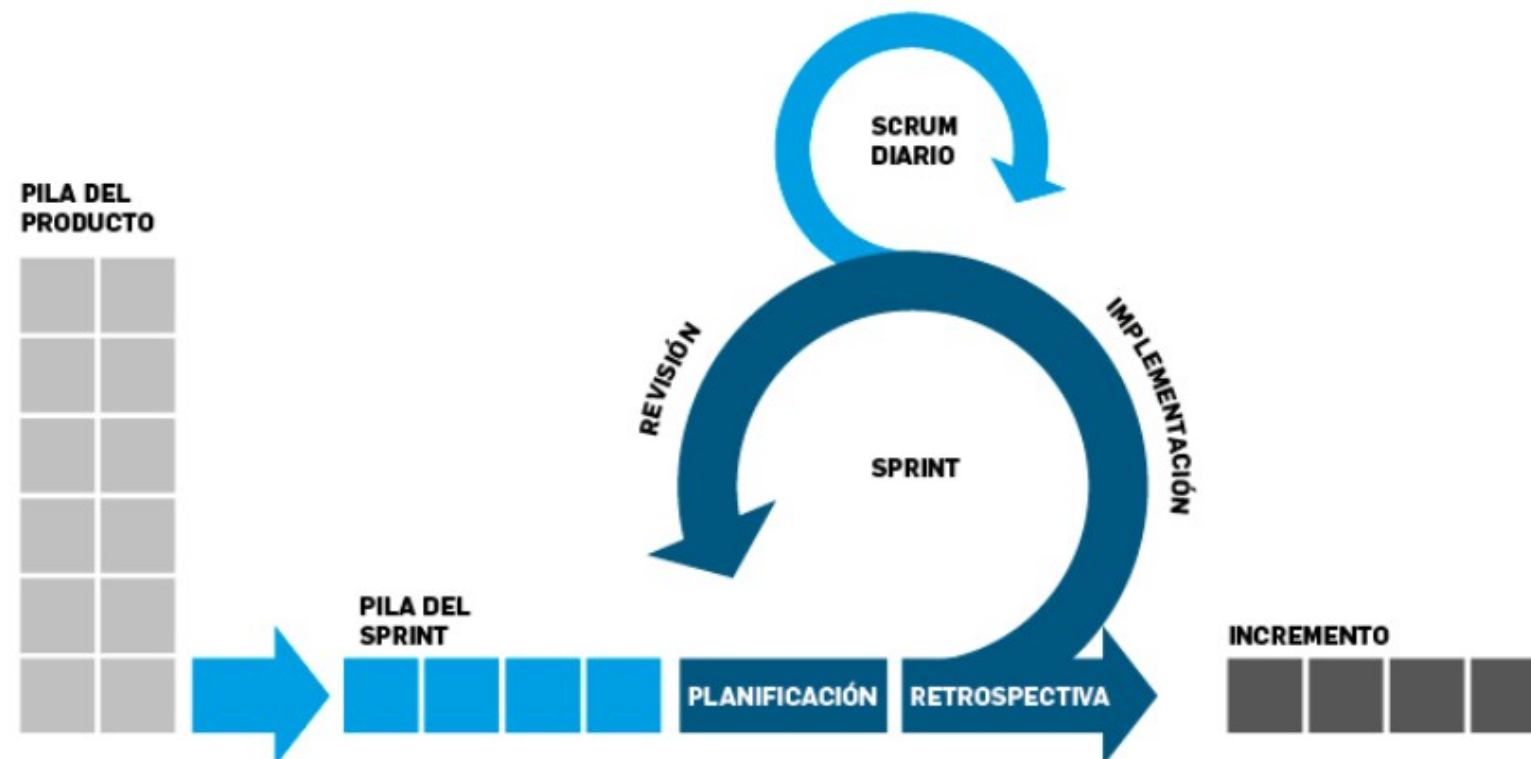 SCRUM
DIARIO
PILA DEL
PRODUCTO
REVISIÓN
IMPLEMENTACIÓN
SPRINT
PILA DEL
SPRINT
PLANIFICACIÓN
RETROSPECTIVA
INCREMENTO